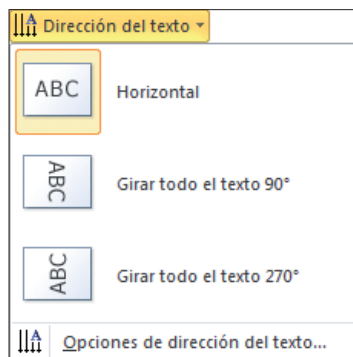 Dirección del texto
ABC
Horizontal
ABC
Girar todo el texto 90°
ABC
Girar todo el texto 270°
Opciones de dirección del texto...